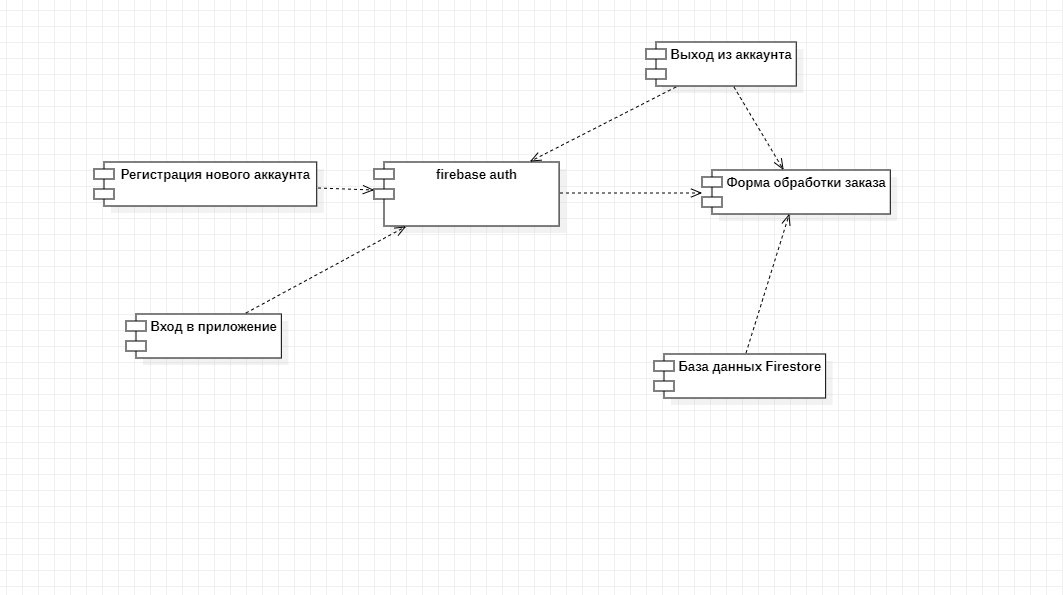 Выход из аккаунта
Регистрация нового аккаунта
firebase auth
Форма обработки заказа
Вход в приложение
База данных Firestore